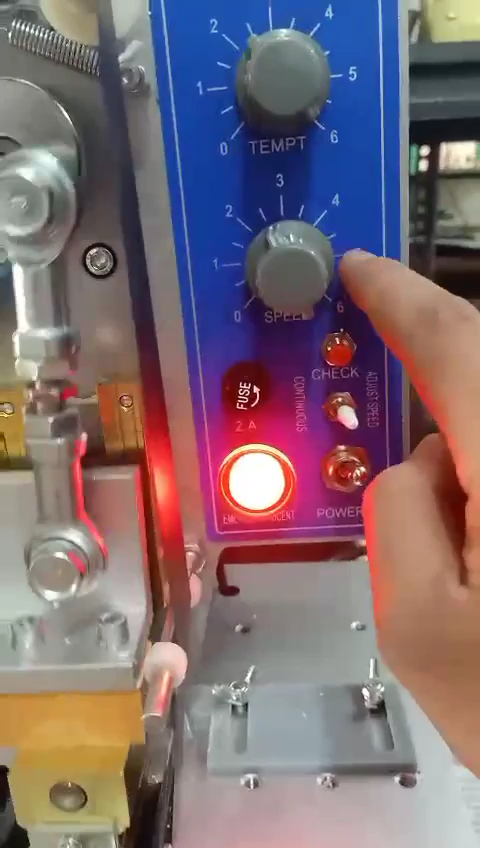 2 4
1 5
0 6
TEMPT
3
2 4
1
0 6
SPEED
CHECK
FUSE
2 A
CONTINUOUS
ADJUST SPEED
POWER